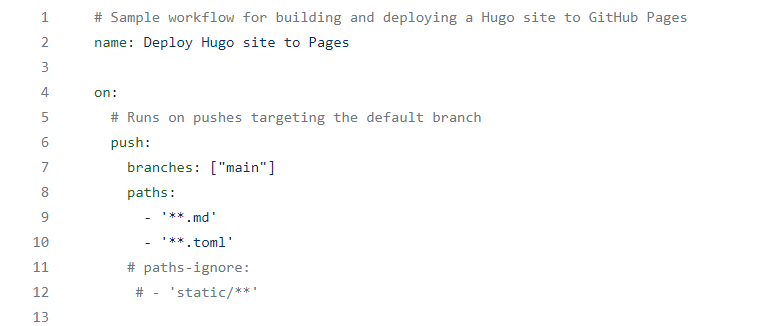 1 # Sample workflow for building and deploying a Hugo site to GitHub Pages
2 name: Deploy Hugo site to Pages
3
4 on:
5   # Runs on pushes targeting the default branch
6   push:
7     branches: ["main"]
8     paths:
9       - '**.md'
10       - '**.toml'
11     # paths-ignore:
12      # - 'static/**'
13